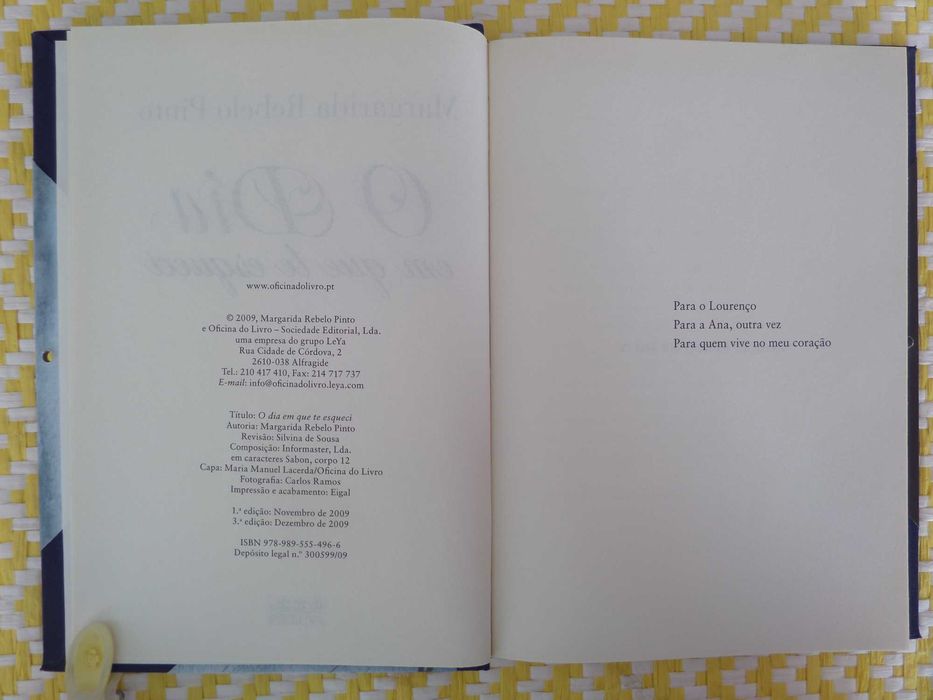 www.oficinadolivro.pt
© 2009, Margarida Rebelo Pinto
e Oficina do Livro – Sociedade Editorial, Lda.
uma empresa do grupo LeYa
Rua Cidade de Córdova, 2
2610-038 Alfragide
Tel.: 210 417 410, Fax: 214 717 737
E-mail: info@oficinadolivro.leya.com
Título: O dia em que te esqueci
Autoria: Margarida Rebelo Pinto
Revisão: Silvina de Sousa
Composição: Informaster, Lda.
em caracteres Sabon, corpo 12
Capa: Maria Manuel Lacerda/Oficina do Livro
Fotografia: Carlos Ramos
Impressão e acabamento: Eigal
1.ª edição: Novembro de 2009
3.ª edição: Dezembro de 2009
ISBN 978-989-555-496-6
Depósito legal n.º 300599/09
Para o Lourenço
Para a Ana, outra vez
Para quem vive no meu coração